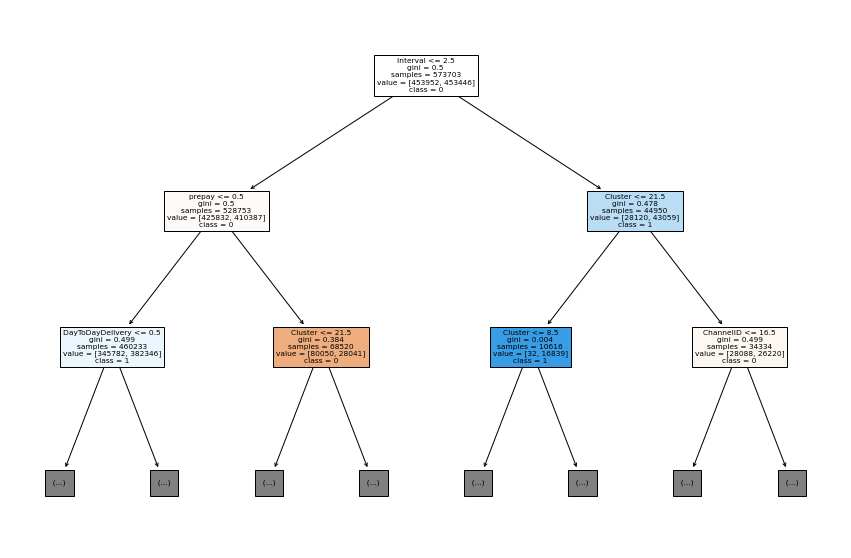 Interval <= 2.5
gini = 0.5
samples = 573703
value = [453952, 453446]
class = 0
prepay <= 0.5
gini = 0.5
samples = 528753
value = [425832, 410387]
class = 0
Cluster <= 21.5
gini = 0.478
samples = 44950
value = [28120, 43059]
class = 1
DayToDayDelivery <= 0.5
gini = 0.499
samples = 460233
value = [345782, 382346]
class = 1
Cluster <= 21.5
gini = 0.384
samples = 68520
value = [80050, 28041]
class = 0
Cluster <= 8.5
gini = 0.004
samples = 10616
value = [32, 16839]
class = 1
ChannelID <= 16.5
gini = 0.499
samples = 34334
value = [28088, 26220]
class = 0
(...)
(...)
(...)
(...)
(...)
(...)
(...)
(...)